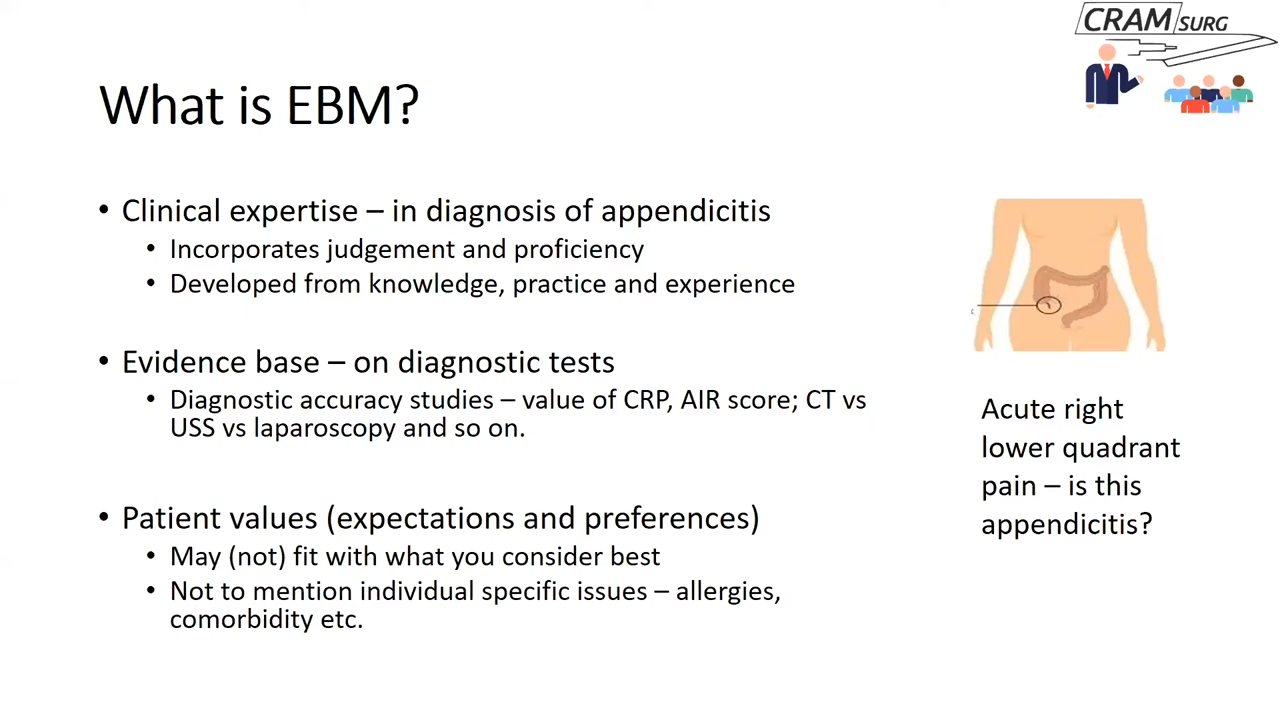 CRAM SURG
What is EBM?
• Clinical expertise – in diagnosis of appendicitis
• Incorporates judgement and proficiency
• Developed from knowledge, practice and experience
• Evidence base – on diagnostic tests
• Diagnostic accuracy studies – value of CRP, AIR score; CT vs
USS vs laparoscopy and so on.
• Patient values (expectations and preferences)
• May (not) fit with what you consider best
• Not to mention individual specific issues – allergies,
comorbidity etc.
Acute right
lower quadrant
pain – is this
appendicitis?